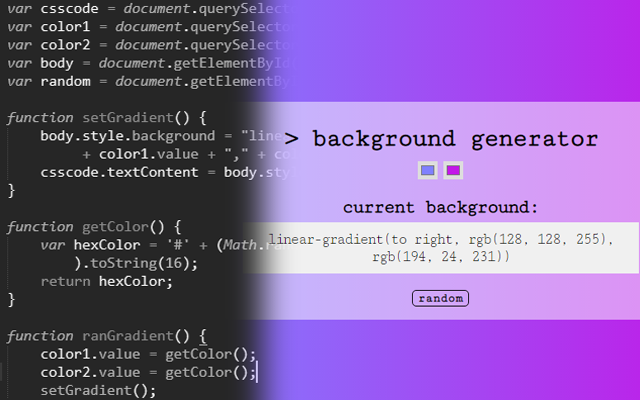 var csscode = document.querySelecto
var color1 = document.querySelecto
var color2 = document.querySelecto
var body = document.getElementById
var random = document.getElementBy
function setGradient() {
body.style.background = "line
+ color1.value + "," + co
csscode.textContent = body.sty
}
function getColor() {
var hexColor = '#' + (Math.
).toString(16);
return hexColor;
}
function ranGradient() {
color1.value = getColor();
color2.value = getColor();
setGradient();
> background generator
current background:
linear-gradient(to right, rgb(128, 128, 255),
rgb(194, 24, 231))
random